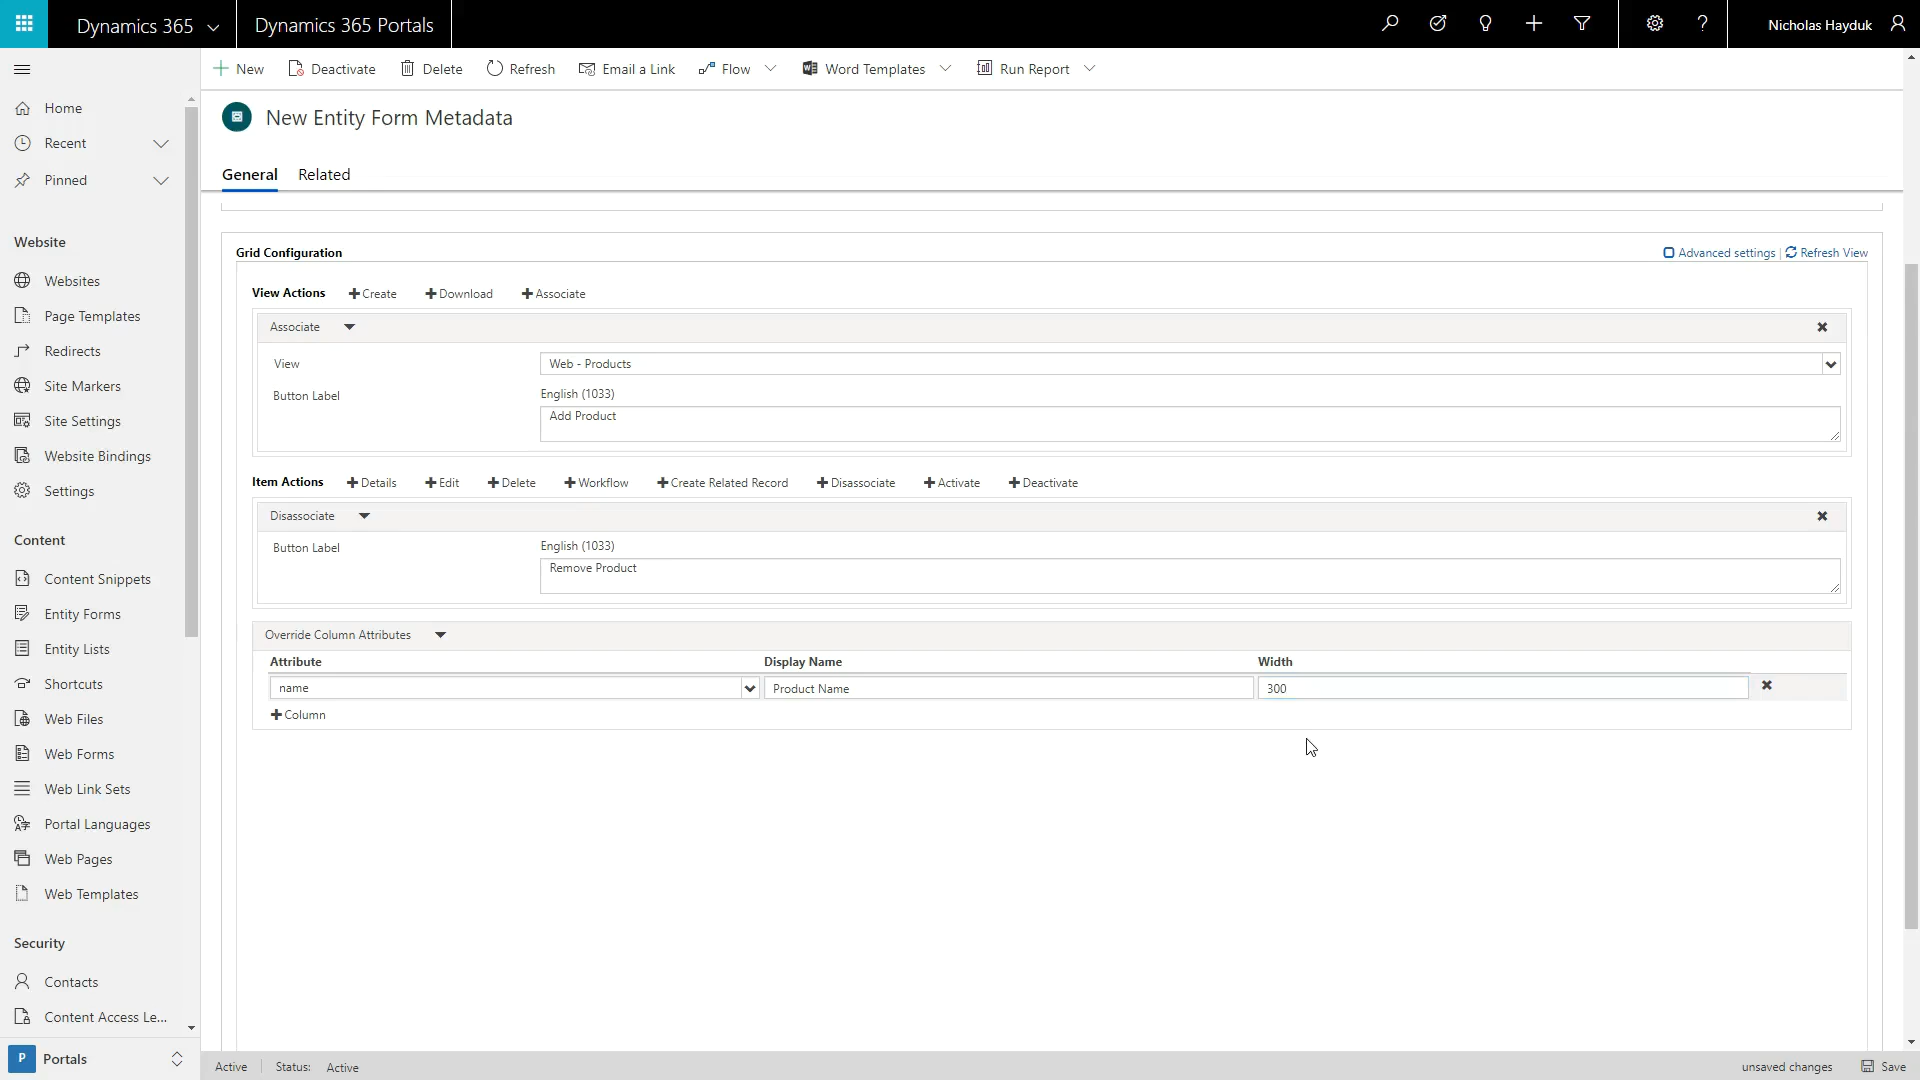 Dynamics 365
Dynamics 365 Portals
Nicholas Hayduk
New
Deactivate
Delete
Refresh
Email a Link
Flow
Word Templates
Run Report
Home
Recent
Pinned
Website
Websites
Page Templates
Redirects
Site Markers
Site Settings
Website Bindings
Settings
Content
Content Snippets
Entity Forms
Entity Lists
Shortcuts
Web Files
Web Forms
Web Link Sets
Portal Languages
Web Pages
Web Templates
Security
Contacts
Content Access Le...
P Portals
New Entity Form Metadata
General Related
Grid Configuration
Advanced settings | Refresh View
View Actions +Create +Download +Associate
Associate
View Web - Products
Button Label English (1033)
Add Product
Item Actions +Details +Edit +Delete +Workflow +Create Related Record +Disassociate +Activate +Deactivate
Disassociate
Button Label English (1033)
Remove Product
Override Column Attributes
Attribute Display Name Width
name Product Name 300
+Column
Active Status: Active unsaved changes Save